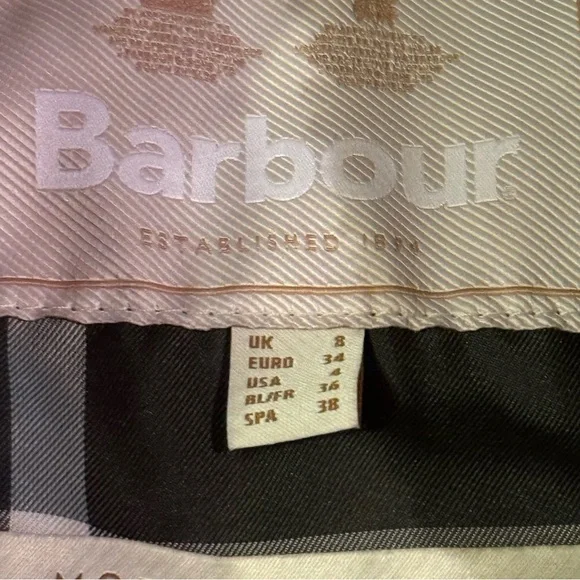 Barbour
ESTABLISHED 1894
UK 8
EURO 34
USA 4
BL/FR 36
SPA 38